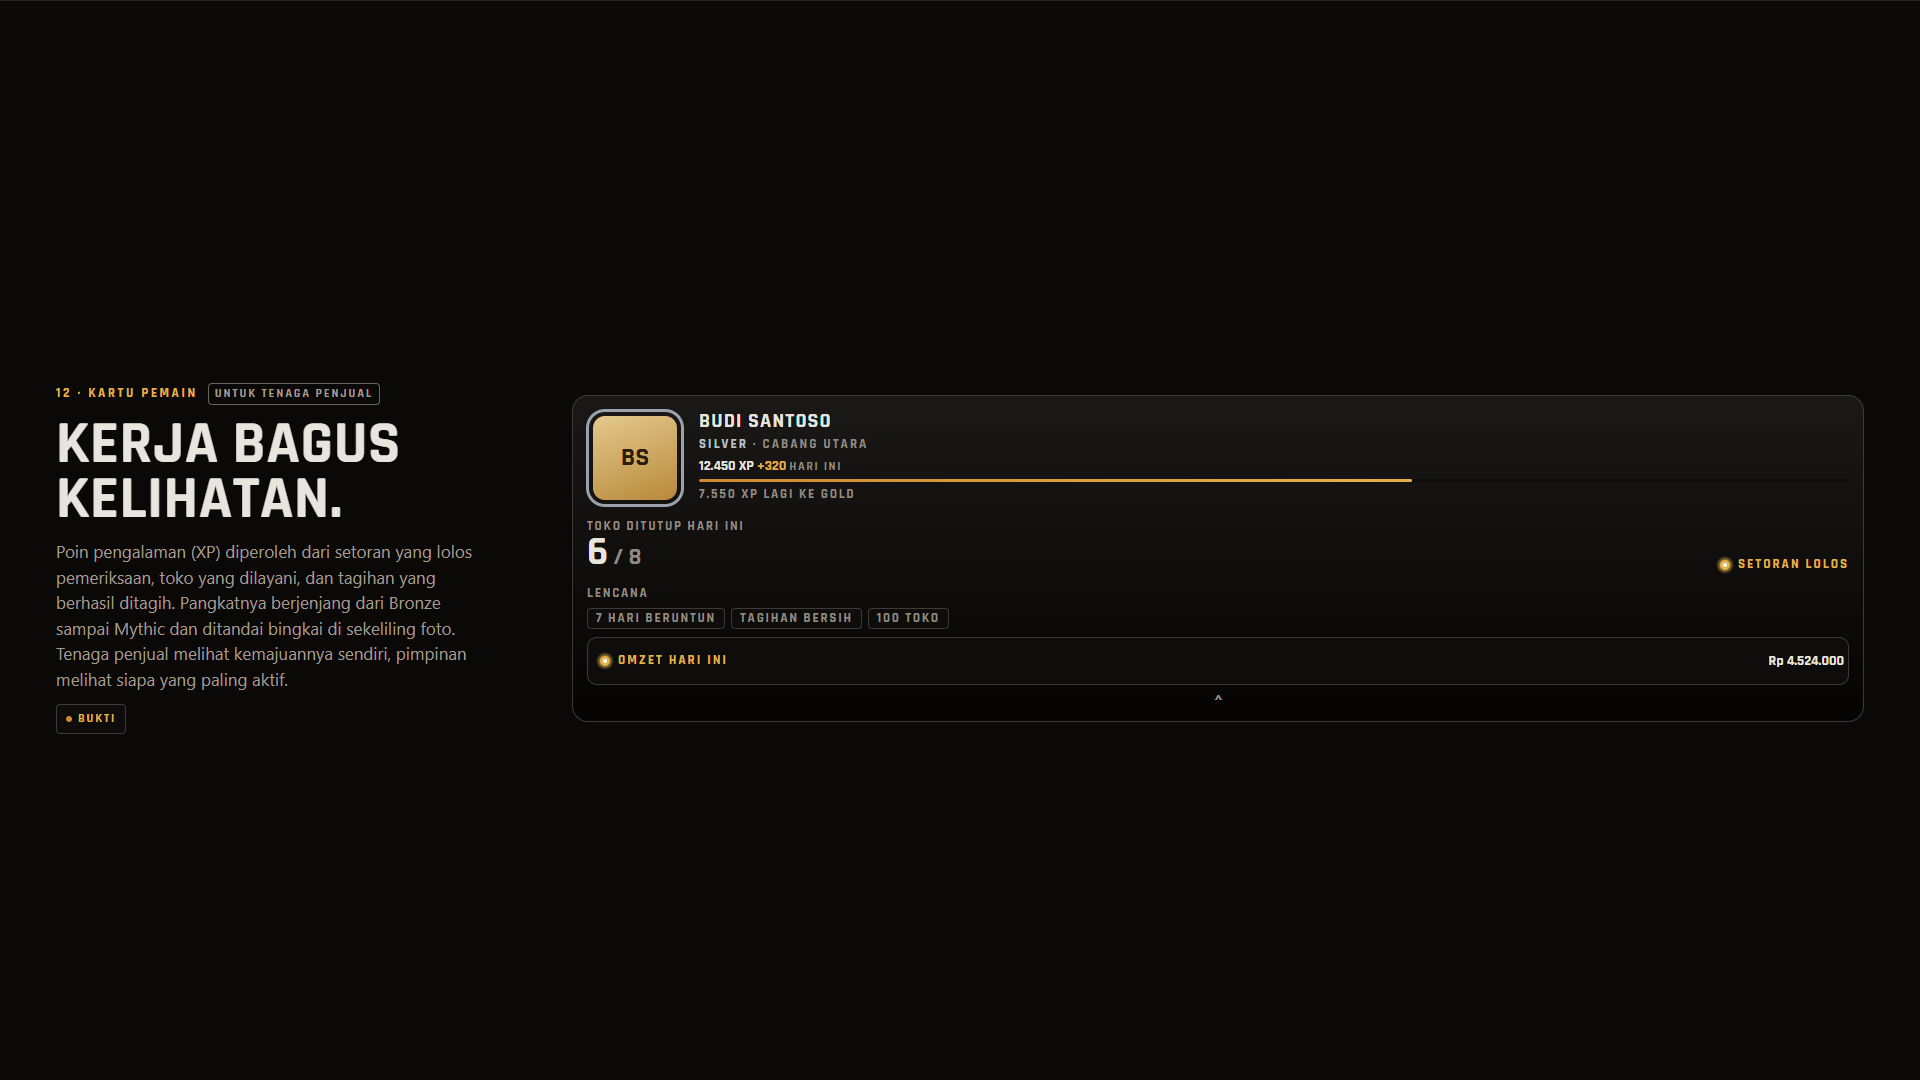 12 · KARTU PEMAIN
UNTUK TENAGA PENJUAL
KERJA BAGUS
KELIHATAN.
Poin pengalaman (XP) diperoleh dari setoran yang lolos
pemeriksaan, toko yang dilayani, dan tagihan yang
berhasil ditagih. Pangkatnya berjenjang dari Bronze
sampai Mythic dan ditandai bingkai di sekeliling foto.
Tenaga penjual melihat kemajuannya sendiri, pimpinan
melihat siapa yang paling aktif.
BUKTI
BS
BUDI SANTOSO
SILVER · CABANG UTARA
12.450 XP +320 HARI INI
7.550 XP LAGI KE GOLD
TOKO DITUTUP HARI INI
6 / 8
SETORAN LOLOS
LENCANA
7 HARI BERUNTUN
TAGIHAN BERSIH
100 TOKO
OMZET HARI INI
Rp 4.524.000
^